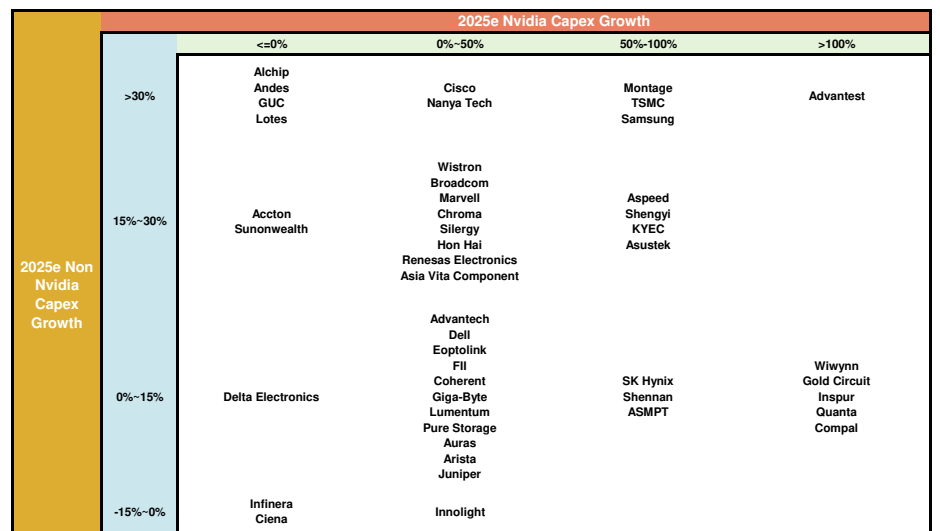 2025e Nvidia Capex Growth
<=0% 0%~50% 50%-100% >100%
2025e Non
Nvidia
Capex
Growth
>30%
Alchip
Andes
GUC
Lotes
Cisco
Nanya Tech
Montage
TSMC
Samsung
Advantest
15%~30%
Accton
Sunonwealth
Wistron
Broadcom
Marvell
Chroma
Silergy
Hon Hai
Renesas Electronics
Asia Vita Component
Aspeed
Shengyi
KYEC
Asustek
0%~15%
Delta Electronics
Advantech
Dell
Eoptolink
FII
Coherent
Giga-Byte
Lumentum
Pure Storage
Auras
Arista
Juniper
SK Hynix
Shennan
ASMPT
Wiwynn
Gold Circuit
Inspur
Quanta
Compal
-15%~0%
Infinera
Ciena
Innolight